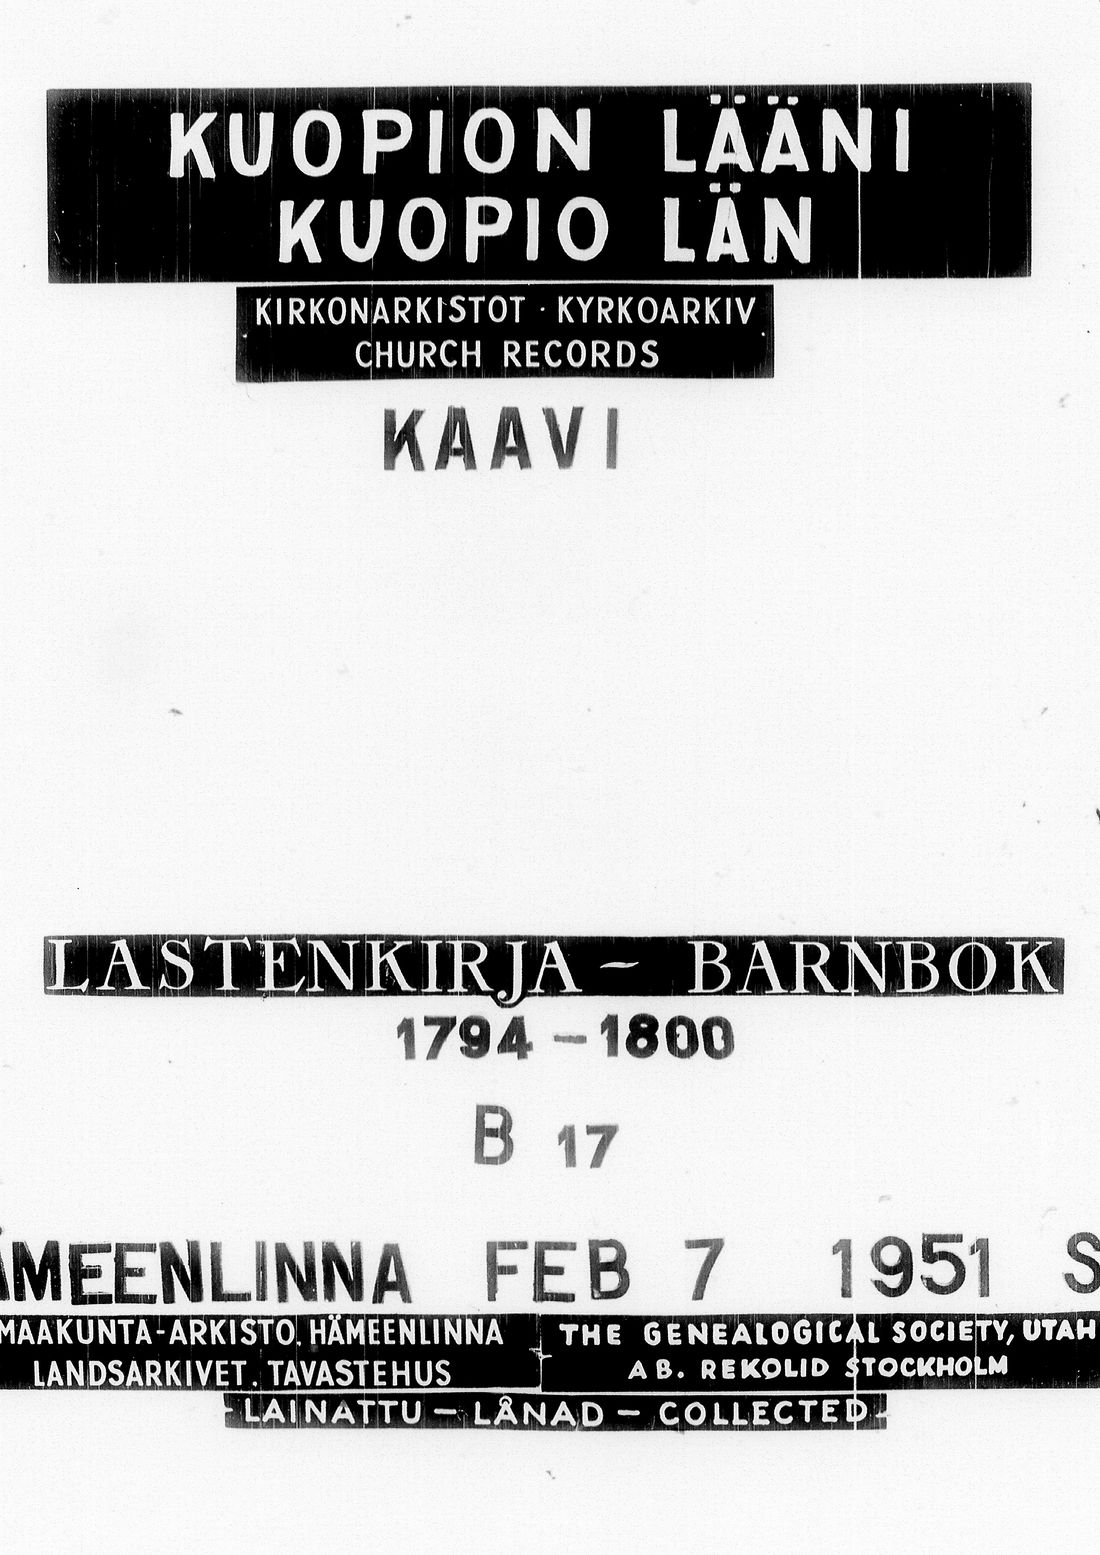 KUOPION LÄÄNI
KUOPIO LÄN
KIRKONARKISTOT · KYRKOARKIV
CHURCH RECORDS
KAAVI
LASTENKIRJA - BARNBOK
1794 - 1800
B 17
ÄMEENLINNA FEB 7 1951 S
MAAKUNTA-ARKISTO, HÄMEENLINNA
LANDSARKIVET, TAVASTEHUS
THE GENEALOGICAL SOCIETY, UTAH
AB. REKOLID STOCKHOLM
LAINATTU - LÅNAD - COLLECTED